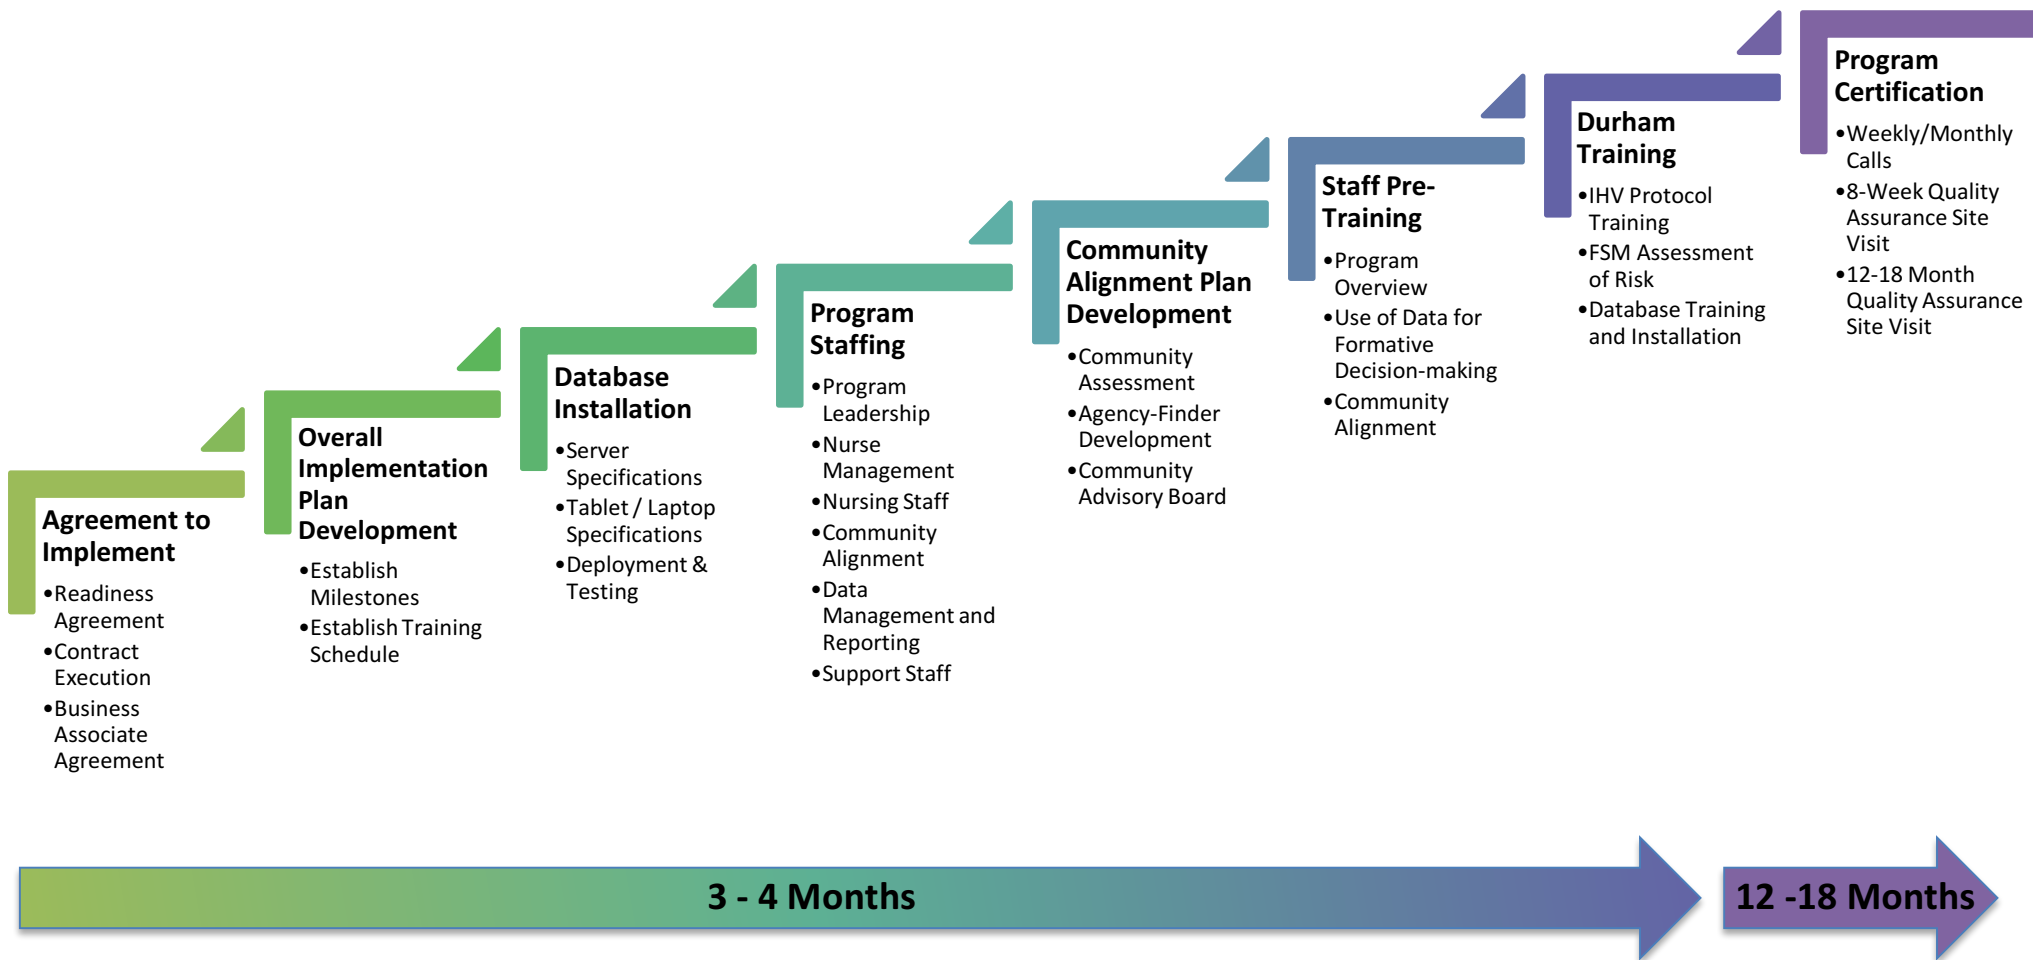 Agreement to
Implement
•Readiness
Agreement
•Contract
Execution
•Business
Associate
Agreement
Overall
Implementation
Plan
Development
•Establish
Milestones
•Establish Training
Schedule
Database
Installation
•Server
Specifications
•Tablet / Laptop
Specifications
•Deployment &
Testing
Program
Staffing
•Program
Leadership
•Nurse
Management
•Nursing Staff
•Community
Alignment
•Data
Management and
Reporting
•Support Staff
Community
Alignment Plan
Development
•Community
Assessment
•Agency-Finder
Development
•Community
Advisory Board
Staff Pre-
Training
•Program
Overview
•Use of Data for
Formative
Decision-making
•Community
Alignment
Durham
Training
•IHV Protocol
Training
•FSM Assessment
of Risk
•Database Training
and Installation
Program
Certification
•Weekly/Monthly
Calls
•8-Week Quality
Assurance Site
Visit
•12-18 Month
Quality Assurance
Site Visit
3 - 4 Months
12 -18 Months